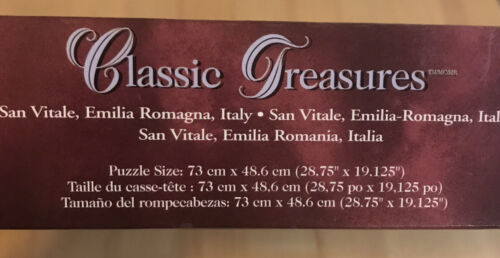 Classic Treasures
San Vitale, Emilia Romagna, Italy • San Vitale, Emilia-Romagna, Ital
San Vitale, Emilia Romania, Italia
Puzzle Size: 73 cm x 48.6 cm (28.75" x 19.125")
Taille du casse-tête : 73 cm x 48.6 cm (28.75 po x 19,125 po)
Tamaño del rompecabezas: 73 cm x 48.6 cm (28.75" x 19.125")